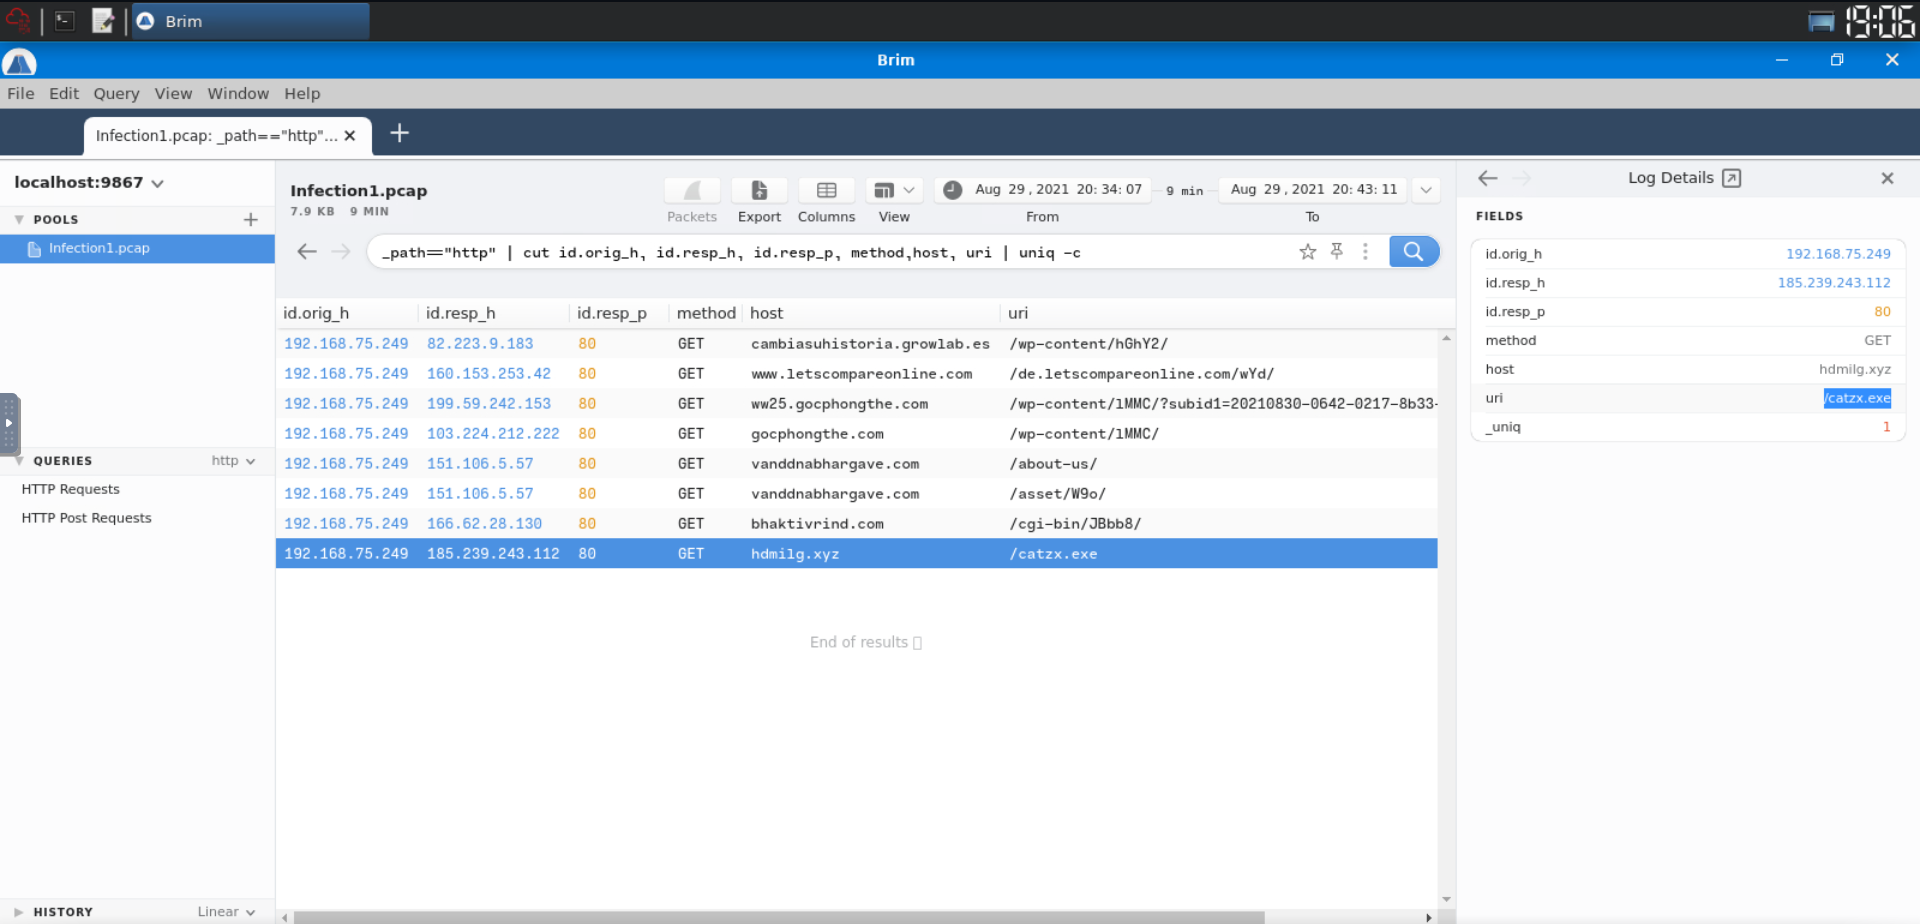 Brim
19:06
Brim
File Edit Query View Window Help
Infection1.pcap: _path=="http"...
localhost:9867
POOLS
Infection1.pcap
QUERIES http
HTTP Requests
HTTP Post Requests
HISTORY Linear
Infection1.pcap
7.9 KB 9 MIN
Packets
Export
Columns
View
Aug 29, 2021 20:34:07
From
9 min
Aug 29, 2021 20:43:11
To
_path=="http" | cut id.orig_h, id.resp_h, id.resp_p, method,host, uri | uniq -c
id.orig_h id.resp_h id.resp_p method host uri
192.168.75.249 82.223.9.183 80 GET cambiasuhistoria.growlab.es /wp-content/hGhY2/
192.168.75.249 160.153.253.42 80 GET www.letscompareonline.com /de.letscompareonline.com/wYd/
192.168.75.249 199.59.242.153 80 GET ww25.gocphongthe.com /wp-content/lMMC/?subid1=20210830-0642-0217-8b33-
192.168.75.249 103.224.212.222 80 GET gocphongthe.com /wp-content/lMMC/
192.168.75.249 151.106.5.57 80 GET vanddnabhargave.com /about-us/
192.168.75.249 151.106.5.57 80 GET vanddnabhargave.com /asset/W9o/
192.168.75.249 166.62.28.130 80 GET bhaktivrind.com /cgi-bin/JBbb8/
192.168.75.249 185.239.243.112 80 GET hdmilg.xyz /catzx.exe
End of results
Log Details
FIELDS
id.orig_h 192.168.75.249
id.resp_h 185.239.243.112
id.resp_p 80
method GET
host hdmilg.xyz
uri /catzx.exe
_uniq 1